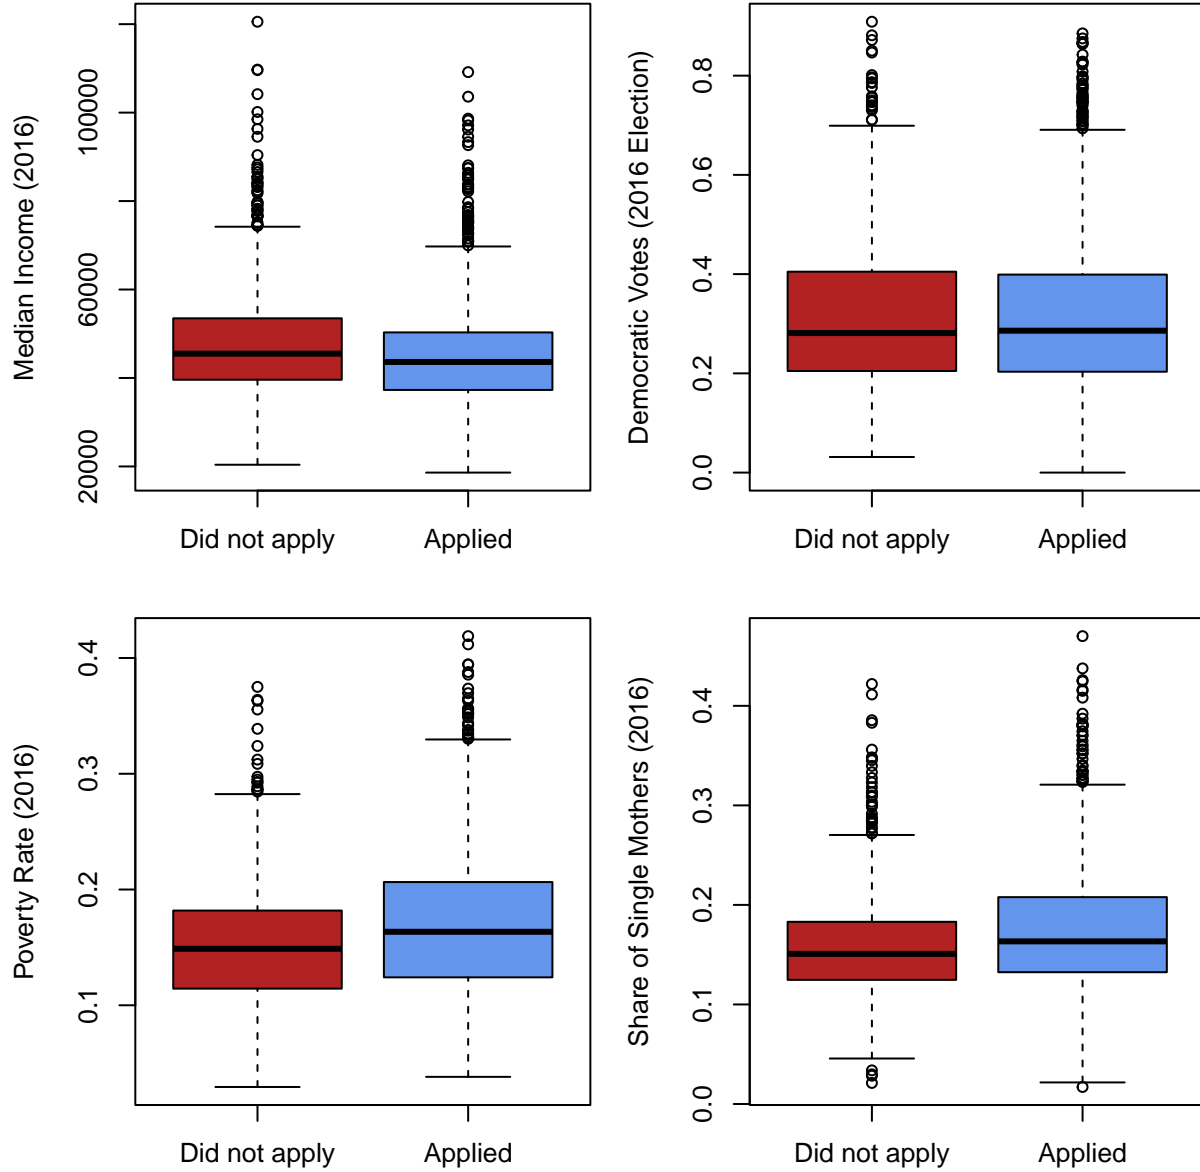 Median Income (2016)
100000
60000
20000
Did not apply
Applied
Democratic Votes (2016 Election)
0.8
0.6
0.4
0.2
0.0
Did not apply
Applied
Poverty Rate (2016)
0.4
0.3
0.2
0.1
Did not apply
Applied
Share of Single Mothers (2016)
0.4
0.3
0.2
0.1
0.0
Did not apply
Applied